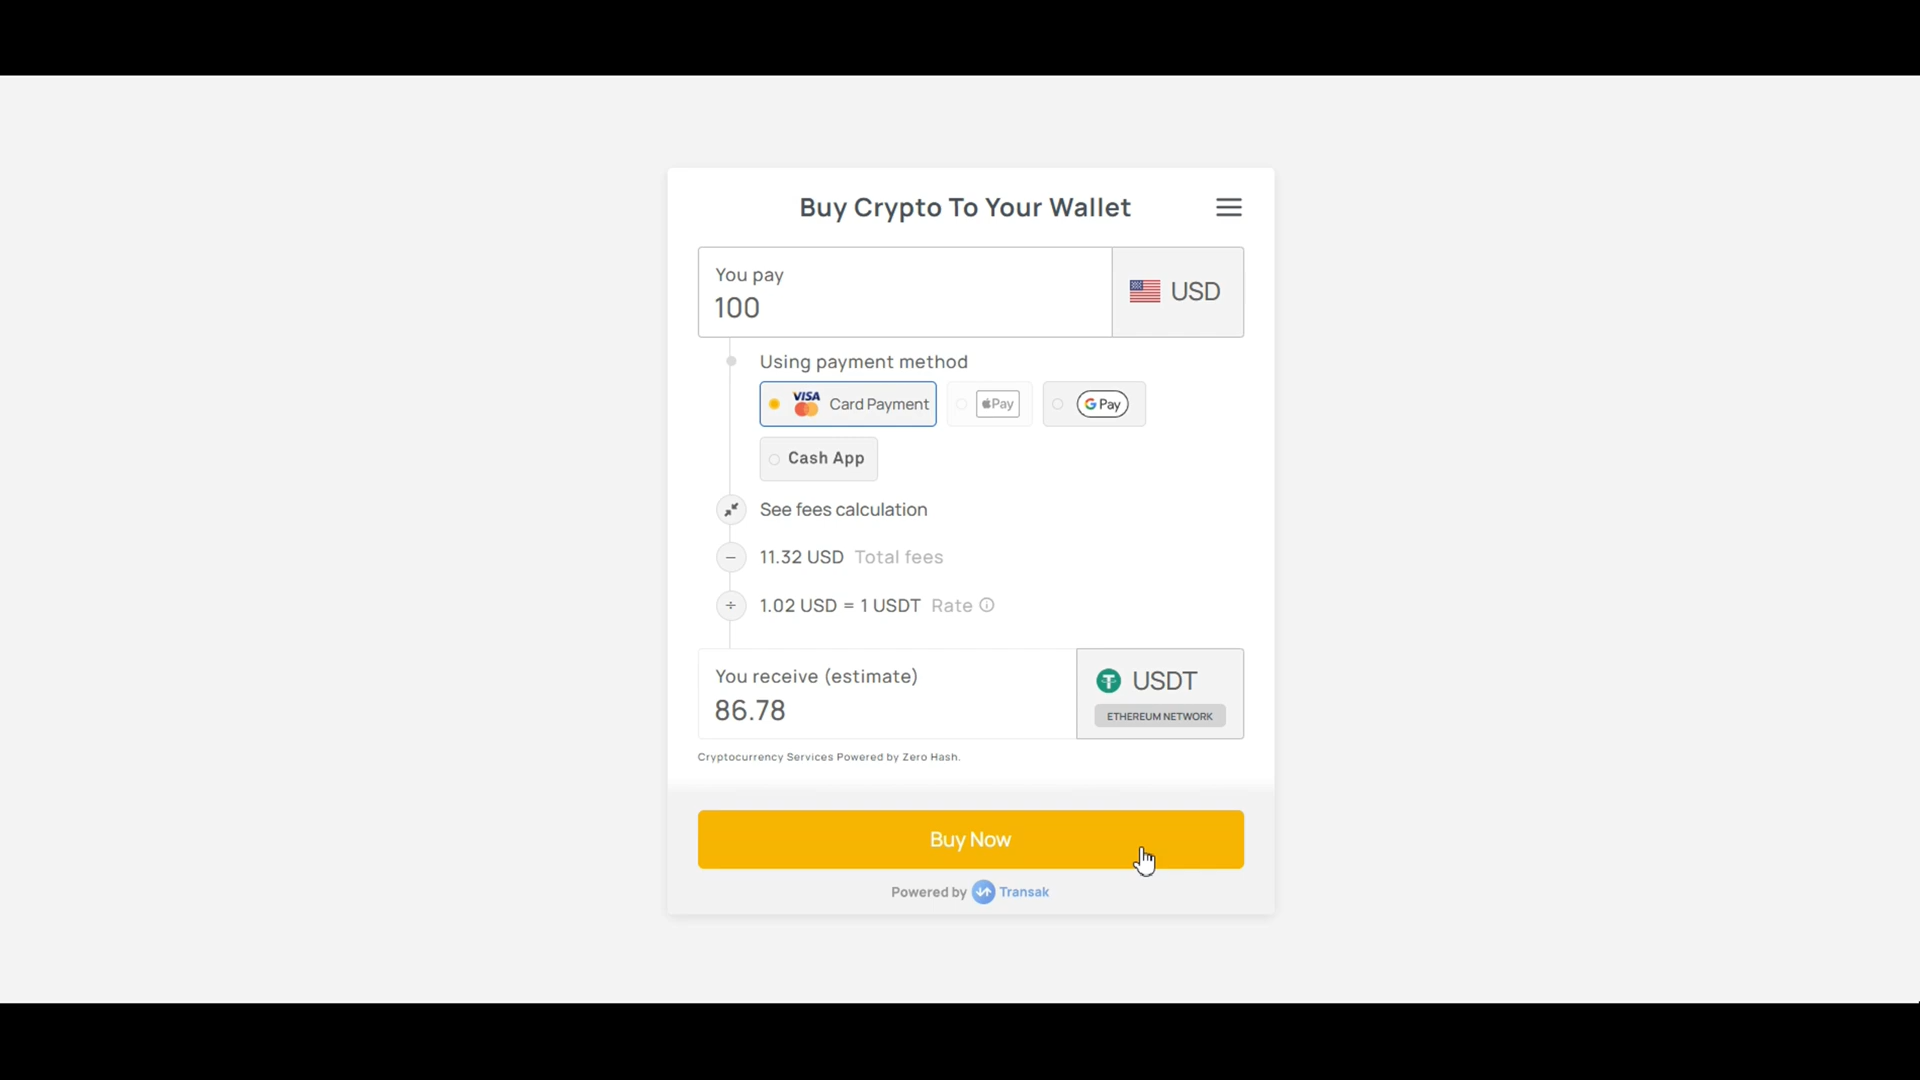 Buy Crypto To Your Wallet
You pay
100
USD
Using payment method
VISA Card Payment
Pay
G Pay
Cash App
See fees calculation
− 11.32 USD Total fees
÷ 1.02 USD = 1 USDT Rate
You receive (estimate)
86.78
USDT
ETHEREUM NETWORK
Cryptocurrency Services Powered by Zero Hash.
Buy Now
Powered by Transak